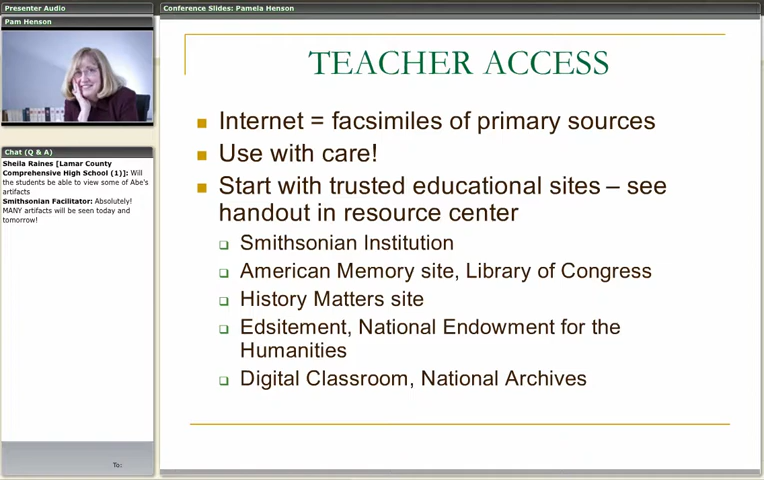 Presenter Audio
Conference Slides: Pamela Henson
Pam Henson
Chat (Q & A)
Sheila Raines [Lamar County
Comprehensive High School (1)]: Will
the students be able to view some of Abe's
artifacts
Smithsonian Facilitator: Absolutely!
MANY artifacts will be seen today and
tomorrow!
To:
TEACHER ACCESS
Internet = facsimiles of primary sources
Use with care!
Start with trusted educational sites – see
handout in resource center
Smithsonian Institution
American Memory site, Library of Congress
History Matters site
Edsitement, National Endowment for the
Humanities
Digital Classroom, National Archives